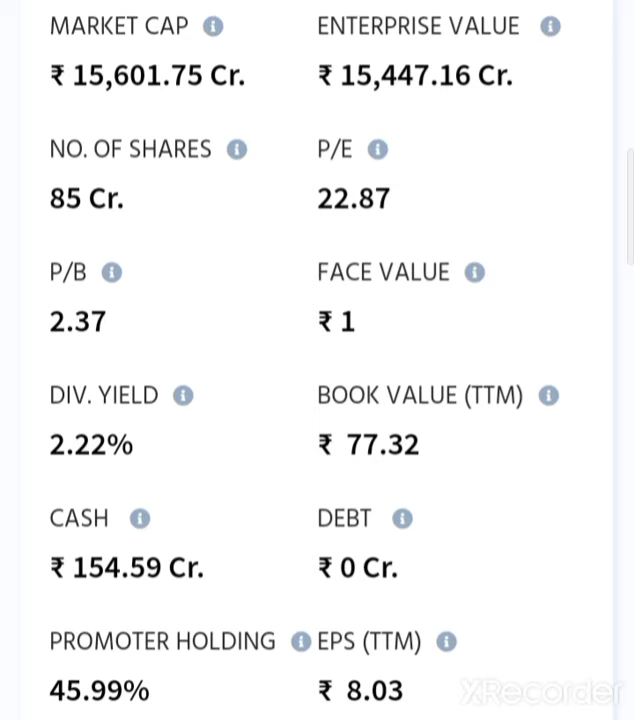 MARKET CAP ENTERPRISE VALUE
₹ 15,601.75 Cr. ₹ 15,447.16 Cr.
NO. OF SHARES P/E
85 Cr. 22.87
P/B FACE VALUE
2.37 ₹ 1
DIV. YIELD BOOK VALUE (TTM)
2.22% ₹ 77.32
CASH DEBT
₹ 154.59 Cr. ₹ 0 Cr.
PROMOTER HOLDING EPS (TTM)
45.99% ₹ 8.03
XRecorder